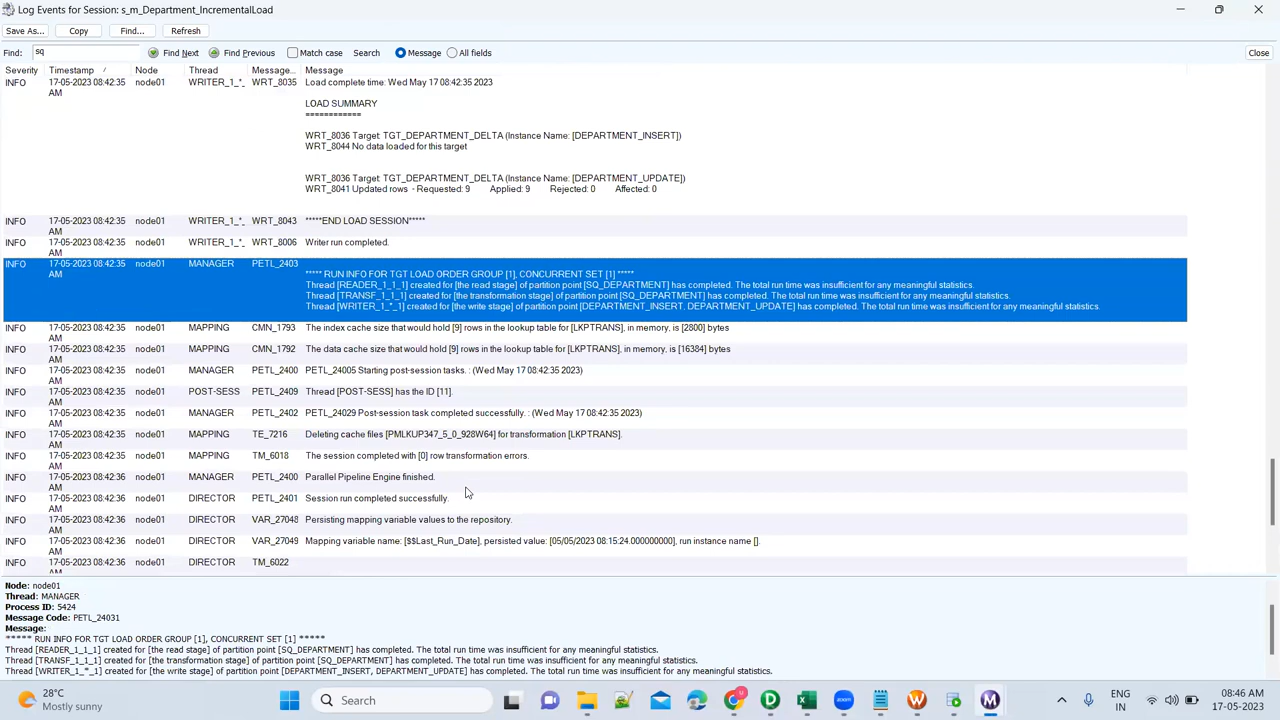 Log Events for Session: s_m_Department_IncrementalLoad
Save As... Copy Find... Refresh
Find: sq Find Next Find Previous Match case Search Message All fields Close
Severity Timestamp Node Thread Message... Message
INFO 17-05-2023 08:42:35 AM node01 WRITER_1_*_ WRT_8035 Load complete time: Wed May 17 08:42:35 2023
LOAD SUMMARY
============
WRT_8036 Target: TGT_DEPARTMENT_DELTA (Instance Name: [DEPARTMENT_INSERT])
WRT_8044 No data loaded for this target
WRT_8036 Target: TGT_DEPARTMENT_DELTA (Instance Name: [DEPARTMENT_UPDATE])
WRT_8041 Updated rows - Requested: 9 Applied: 9 Rejected: 0 Affected: 0
INFO 17-05-2023 08:42:35 AM node01 WRITER_1_*_ WRT_8043 *****END LOAD SESSION*****
INFO 17-05-2023 08:42:35 AM node01 WRITER_1_*_ WRT_8006 Writer run completed.
INFO 17-05-2023 08:42:35 AM node01 MANAGER PETL_2403
***** RUN INFO FOR TGT LOAD ORDER GROUP [1], CONCURRENT SET [1] *****
Thread [READER_1_1_1] created for [the read stage] of partition point [SQ_DEPARTMENT] has completed. The total run time was insufficient for any meaningful statistics.
Thread [TRANSF_1_1_1] created for [the transformation stage] of partition point [SQ_DEPARTMENT] has completed. The total run time was insufficient for any meaningful statistics.
Thread [WRITER_1_*_1] created for [the write stage] of partition point [DEPARTMENT_INSERT, DEPARTMENT_UPDATE] has completed. The total run time was insufficient for any meaningful statistics.
INFO 17-05-2023 08:42:35 AM node01 MAPPING CMN_1793 The index cache size that would hold [9] rows in the lookup table for [LKPTRANS], in memory, is [2800] bytes
INFO 17-05-2023 08:42:35 AM node01 MAPPING CMN_1792 The data cache size that would hold [9] rows in the lookup table for [LKPTRANS], in memory, is [16384] bytes
INFO 17-05-2023 08:42:35 AM node01 MANAGER PETL_2400 PETL_24005 Starting post-session tasks. : (Wed May 17 08:42:35 2023)
INFO 17-05-2023 08:42:35 AM node01 POST-SESS PETL_2409 Thread [POST-SESS] has the ID [11].
INFO 17-05-2023 08:42:35 AM node01 MANAGER PETL_2402 PETL_24029 Post-session task completed successfully. : (Wed May 17 08:42:35 2023)
INFO 17-05-2023 08:42:35 AM node01 MAPPING TE_7216 Deleting cache files [PMLKUP347_5_0_928W64] for transformation [LKPTRANS].
INFO 17-05-2023 08:42:35 AM node01 MAPPING TM_6018 The session completed with [0] row transformation errors.
INFO 17-05-2023 08:42:35 AM node01 MANAGER PETL_2400 Parallel Pipeline Engine finished.
INFO 17-05-2023 08:42:36 AM node01 DIRECTOR PETL_2401 Session run completed successfully.
INFO 17-05-2023 08:42:36 AM node01 DIRECTOR VAR_27048 Persisting mapping variable values to the repository.
INFO 17-05-2023 08:42:36 AM node01 DIRECTOR VAR_27049 Mapping variable name: [$$Last_Run_Date], persisted value: [05/05/2023 08:15:24.000000000], run instance name [].
INFO 17-05-2023 08:42:36 AM node01 DIRECTOR TM_6022
Node: node01
Thread: MANAGER
Process ID: 5424
Message Code: PETL_24031
Message:
***** RUN INFO FOR TGT LOAD ORDER GROUP [1], CONCURRENT SET [1] *****
Thread [READER_1_1_1] created for [the read stage] of partition point [SQ_DEPARTMENT] has completed. The total run time was insufficient for any meaningful statistics.
Thread [TRANSF_1_1_1] created for [the transformation stage] of partition point [SQ_DEPARTMENT] has completed. The total run time was insufficient for any meaningful statistics.
Thread [WRITER_1_*_1] created for [the write stage] of partition point [DEPARTMENT_INSERT, DEPARTMENT_UPDATE] has completed. The total run time was insufficient for any meaningful statistics.
28°C
Mostly sunny
Search
ENG
IN
08:46 AM
17-05-2023